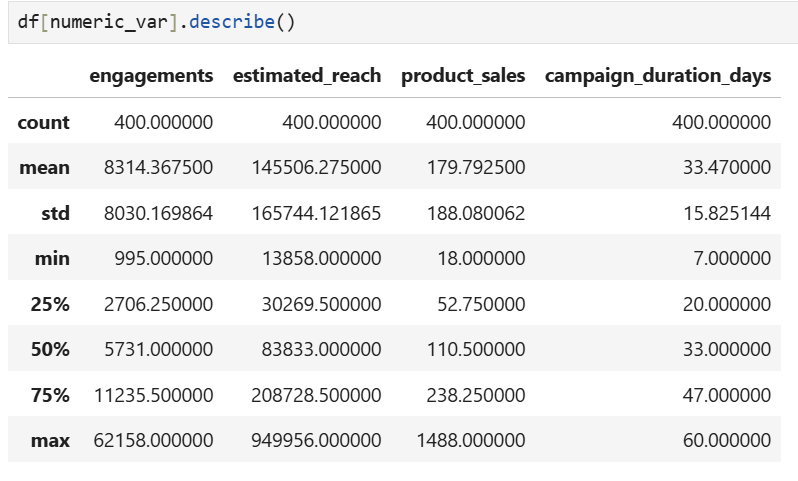 df[numeric_var].describe()
engagements estimated_reach product_sales campaign_duration_days
count 400.000000 400.000000 400.000000 400.000000
mean 8314.367500 145506.275000 179.792500 33.470000
std 8030.169864 165744.121865 188.080062 15.825144
min 995.000000 13858.000000 18.000000 7.000000
25% 2706.250000 30269.500000 52.750000 20.000000
50% 5731.000000 83833.000000 110.500000 33.000000
75% 11235.500000 208728.500000 238.250000 47.000000
max 62158.000000 949956.000000 1488.000000 60.000000